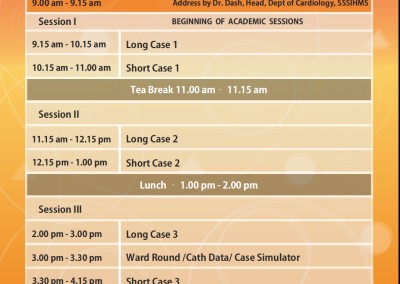 9.00 am - 9.15 am Address by Dr. Dash, Head, Dept of Cardiology, SSSIHMS
Session I BEGINNING OF ACADEMIC SESSIONS
9.15 am - 10.15 am Long Case 1
10.15 am - 11.00 am Short Case 1
Tea Break 11.00 am - 11.15 am
Session II
11.15 am - 12.15 pm Long Case 2
12.15 pm - 1.00 pm Short Case 2
Lunch - 1.00 pm - 2.00 pm
Session III
2.00 pm - 3.00 pm Long Case 3
3.00 pm - 3.30 pm Ward Round /Cath Data/ Case Simulator
3.30 pm - 4.15 pm Short Case 3